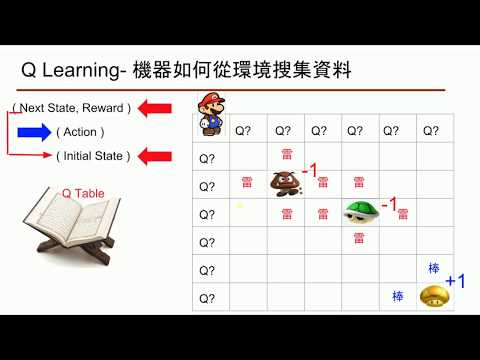 Q Learning- 機器如何從環境搜集資料
( Next State, Reward )
( Action )
( Initial State )
Q Table
Q? Q? Q? Q? Q? Q?
Q? 雷
Q? 雷 -1 雷 雷
Q? 雷 -1 雷
Q? 雷
Q? 棒
Q? 棒 +1